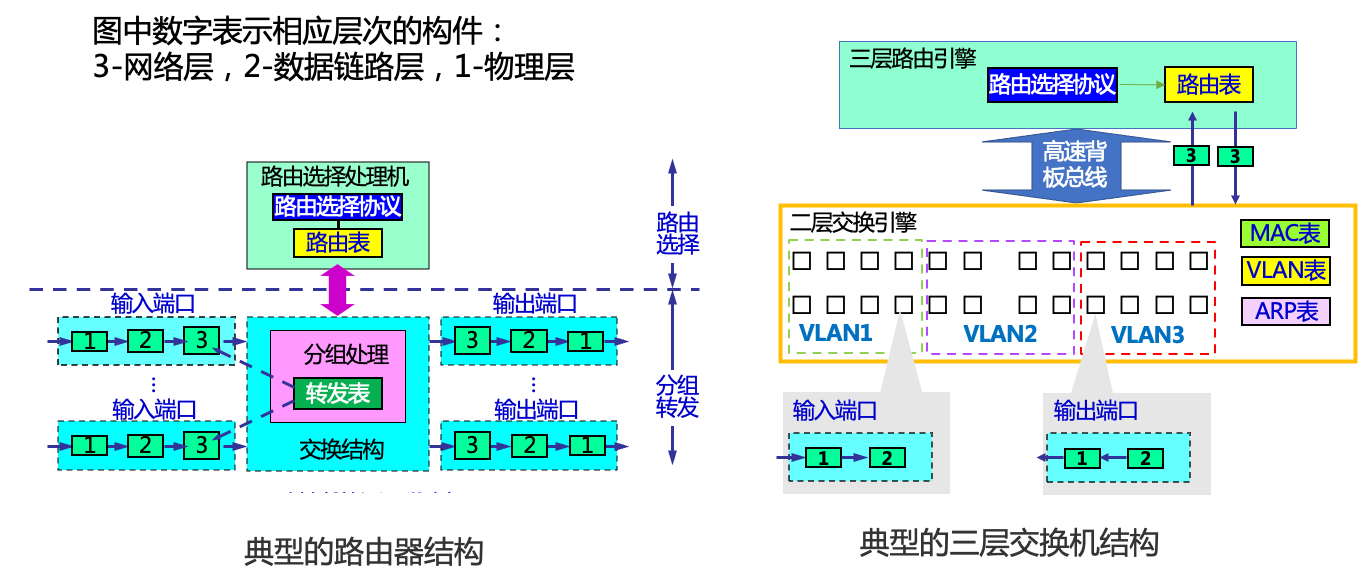 图中数字表示相应层次的构件：
3-网络层，2-数据链路层，1-物理层
路由选择处理机
路由选择协议
路由表
路由
选择
输入端口
输出端口
1 2 3
3 2 1
分组处理
转发表
...
...
分组
转发
输入端口
输出端口
1 2 3
3 2 1
交换结构
典型的路由器结构
三层路由引擎
路由选择协议
路由表
高速背
板总线
3 3
二层交换引擎
MAC表
VLAN表
ARP表
VLAN1 VLAN2 VLAN3
输入端口
1 2
输出端口
1 2
典型的三层交换机结构